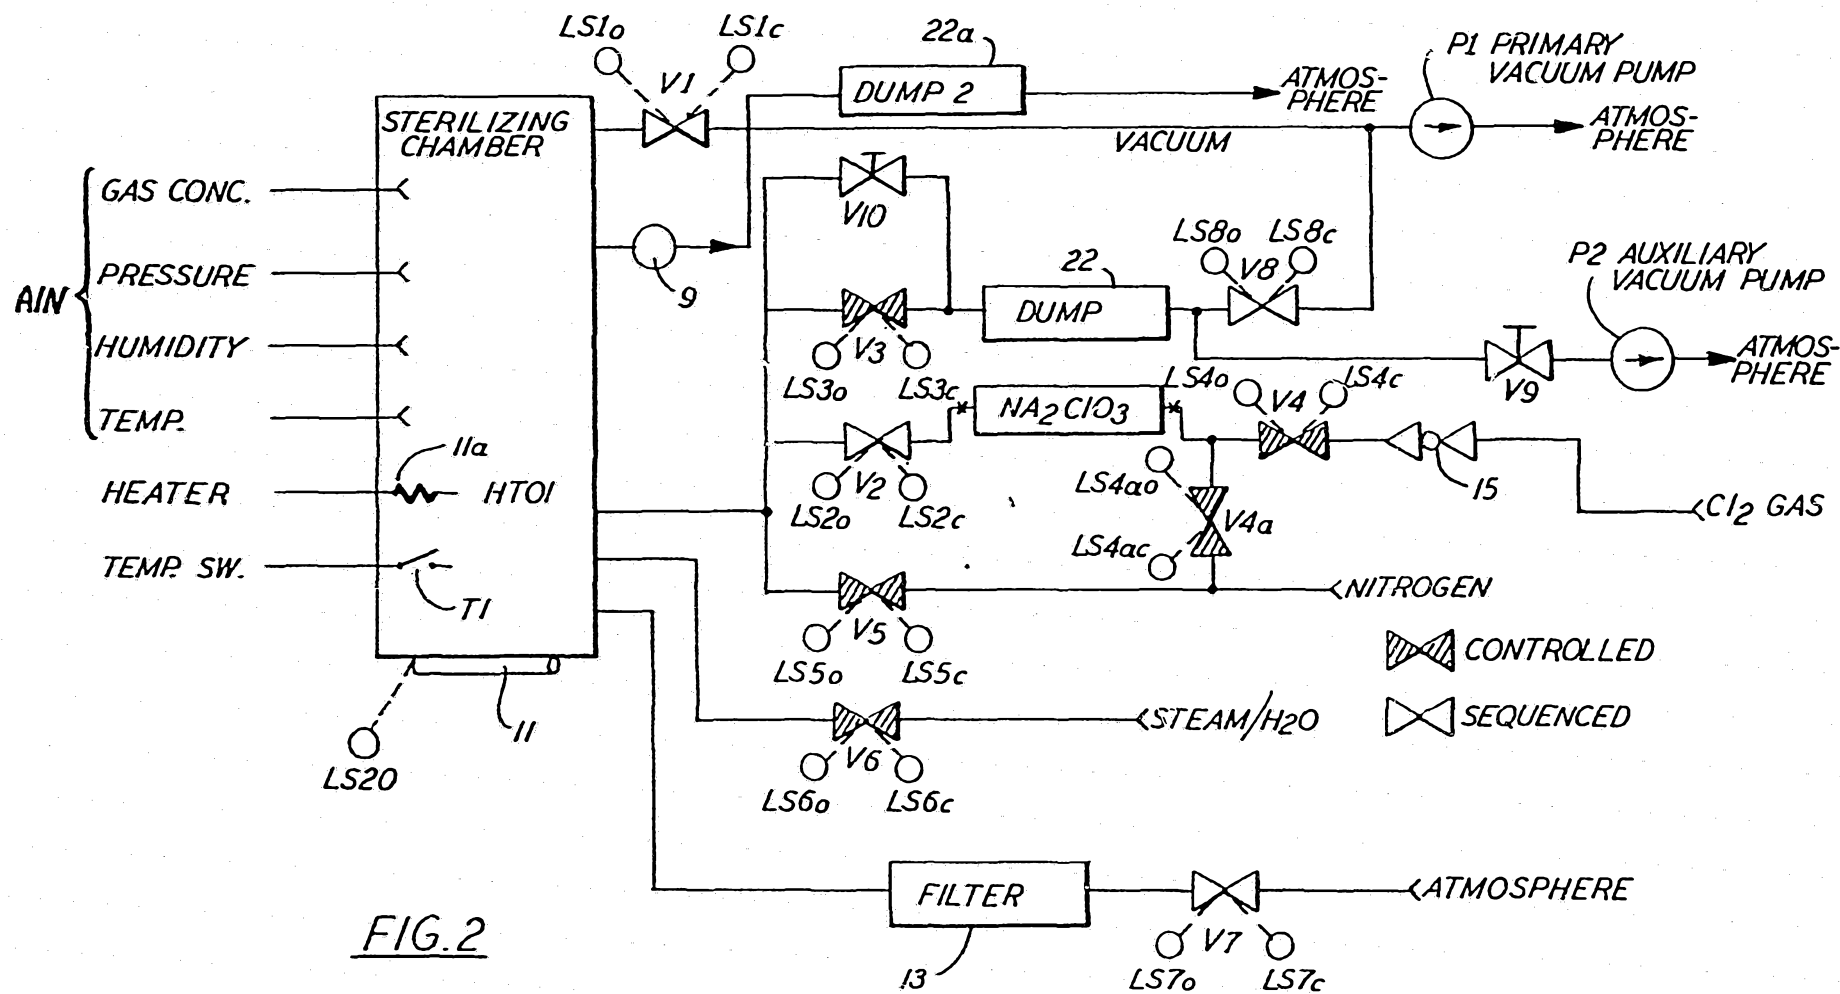 LS1o
LS1c
V1
22a
DUMP 2
ATMOS-
PHERE
P1 PRIMARY
VACUUM PUMP
ATMOS-
PHERE
STERILIZING
CHAMBER
VACUUM
AIN
GAS CONC.
PRESSURE
HUMIDITY
TEMP.
HEATER
11a
HTO1
TEMP. SW.
T1
11
LS20
9
V10
22
DUMP
LS8o
LS8c
V8
P2 AUXILIARY
VACUUM PUMP
ATMOS-
PHERE
V9
V3
LS3o
LS3c
NA2ClO3
LS4o
LS4c
V4
15
Cl2 GAS
V2
LS2o
LS2c
LS4ao
V4a
LS4ac
NITROGEN
V5
LS5o
LS5c
CONTROLLED
SEQUENCED
STEAM/H2O
V6
LS6o
LS6c
FILTER
13
ATMOSPHERE
V7
LS7o
LS7c
FIG.2